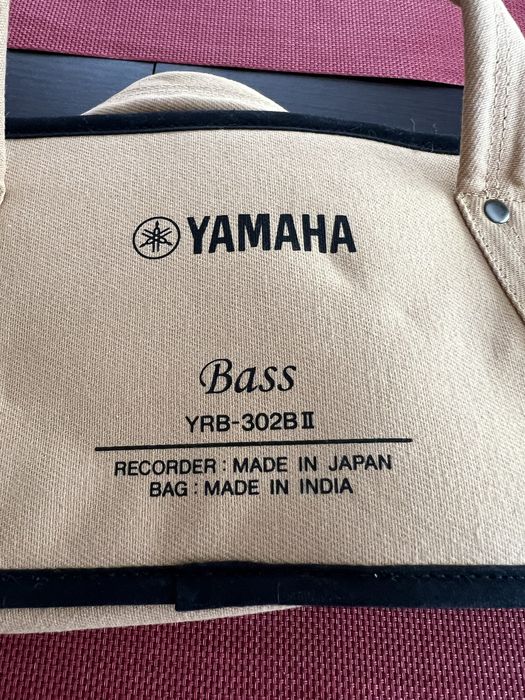 YAMAHA
Bass
YRB-302BⅡ
RECORDER : MADE IN JAPAN
BAG : MADE IN INDIA